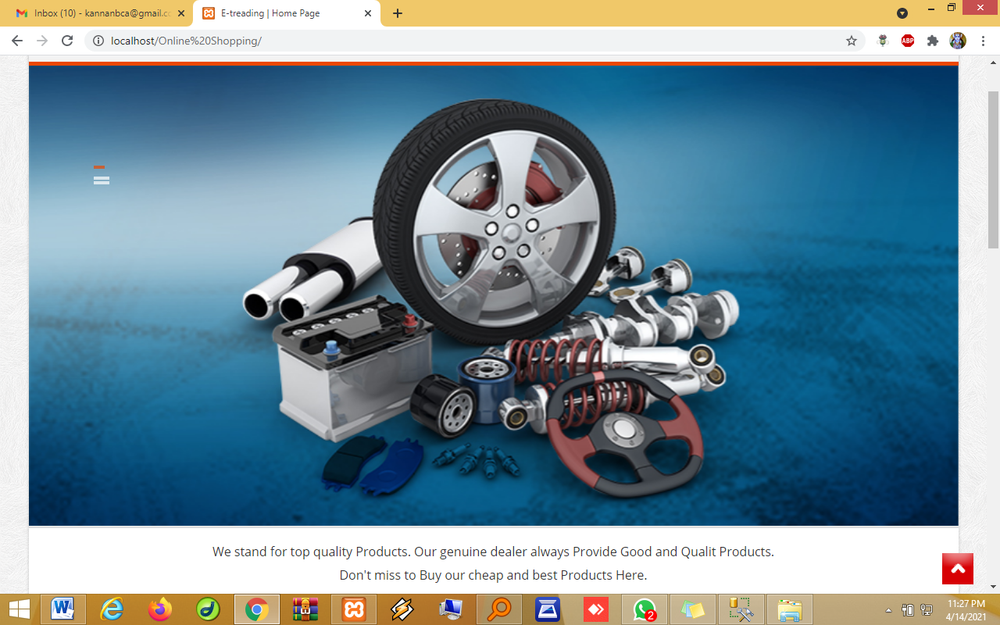 Inbox (10) - kannanbca@gmail.co
E-treading | Home Page
localhost/Online%20Shopping/
ABP
We stand for top quality Products. Our genuine dealer always Provide Good and Qualit Products.
Don't miss to Buy our cheap and best Products Here.
2
11:27 PM
4/14/2021